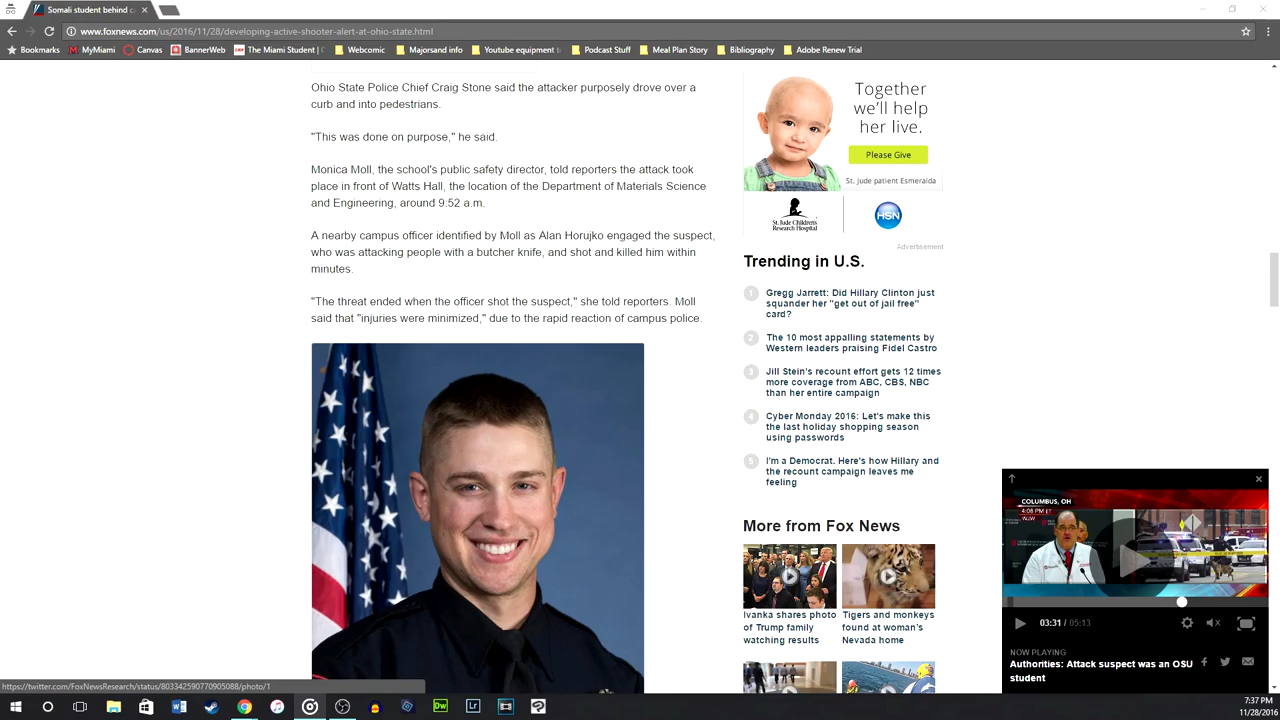 Somali student behind c
www.foxnews.com/us/2016/11/28/developing-active-shooter-alert-at-ohio-state.html
Bookmarks MyMiami Canvas BannerWeb The Miami Student | Webcomic Majorsand info Youtube equipment Podcast Stuff Meal Plan Story Bibliography Adobe Renew Trial
Ohio State Police Chief Craig Stone said the attacker purposely drove over a
curb and into pedestrians.
"This was done on purpose," he said.
Monica Moll, the school's public safety director, told reporters the attack took
place in front of Watts Hall, the location of the Department of Materials Science
and Engineering, around 9:52 a.m.
A nearby campus officer identified by Moll as Alan Horujko engaged the suspect,
who was attacking people with a butcher knife, and shot and killed him within
minutes.
"The threat ended when the officer shot the suspect," she told reporters. Moll
said that "injuries were minimized," due to the rapid reaction of campus police.
Together
we'll help
her live.
Please Give
St. Jude patient Esmeralda
St. Jude Children's
Research Hospital
HSN
Advertisement
Trending in U.S.
1 Gregg Jarrett: Did Hillary Clinton just
squander her "get out of jail free"
card?
2 The 10 most appalling statements by
Western leaders praising Fidel Castro
3 Jill Stein's recount effort gets 12 times
more coverage from ABC, CBS, NBC
than her entire campaign
4 Cyber Monday 2016: Let's make this
the last holiday shopping season
using passwords
5 I'm a Democrat. Here's how Hillary and
the recount campaign leaves me
feeling
More from Fox News
Ivanka shares photo
of Trump family
watching results
Tigers and monkeys
found at woman's
Nevada home
COLUMBUS, OH
4:08 PM ET
03:31 / 05:13
NOW PLAYING
Authorities: Attack suspect was an OSU
student
https://twitter.com/FoxNewsResearch/status/803342590770905088/photo/1
Dw
7:37 PM
11/28/2016